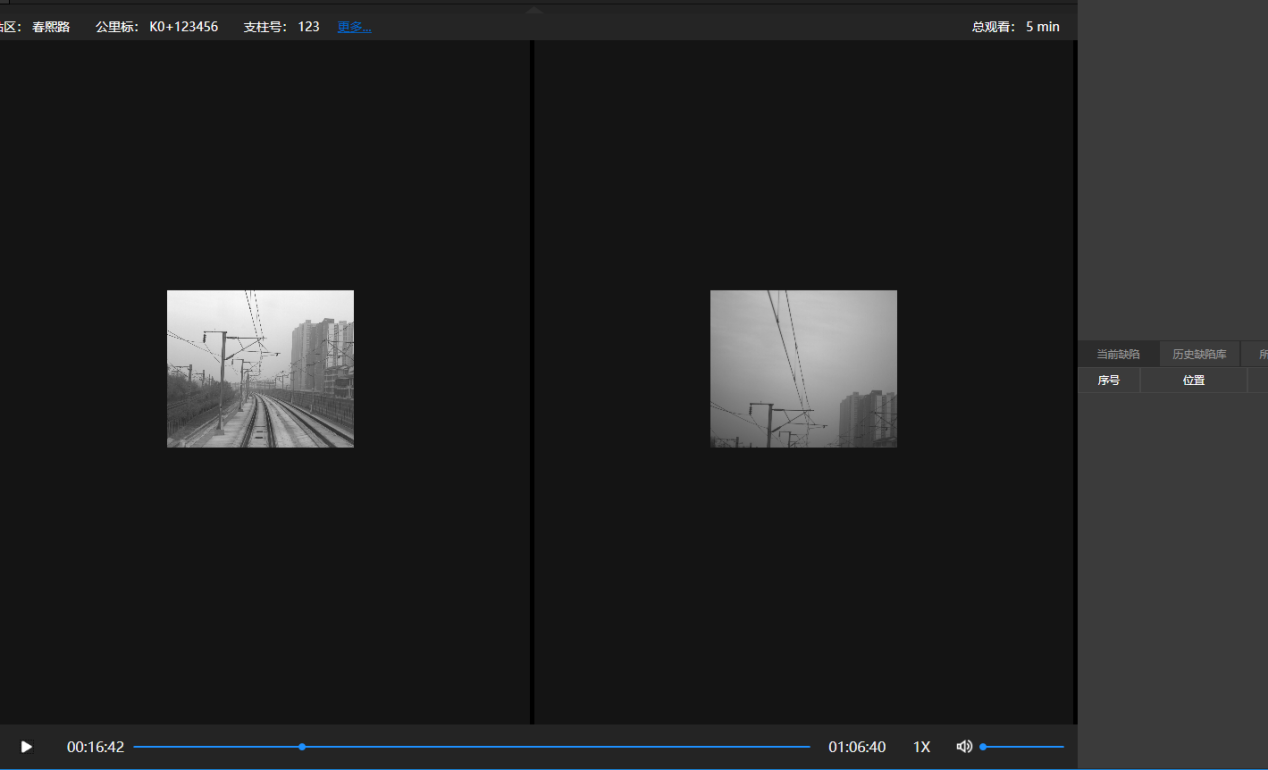 区： 春熙路 公里标： K0+123456 支柱号： 123 更多... 总观看： 5 min
当前缺陷 历史缺陷库 所
序号 位置
00:16:42 01:06:40 1X